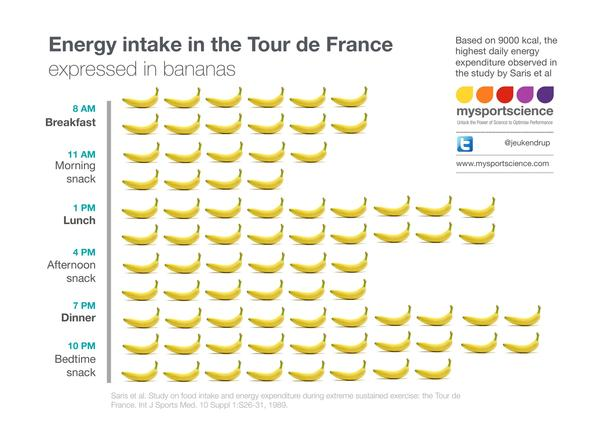 Energy intake in the Tour de France
expressed in bananas
Based on 9000 kcal, the
highest daily energy
expenditure observed in
the study by Saris et al
mysportscience
Unlock the Power of Science to Optimise Performance
t
@jeukendrup
www.mysportscience.com
8 AM
Breakfast
11 AM
Morning
snack
1 PM
Lunch
4 PM
Afternoon
snack
7 PM
Dinner
10 PM
Bedtime
snack
Saris et al. Study on food intake and energy expenditure during extreme sustained exercise: the Tour de
France. Int J Sports Med. 10 Suppl 1:S26-31, 1989.